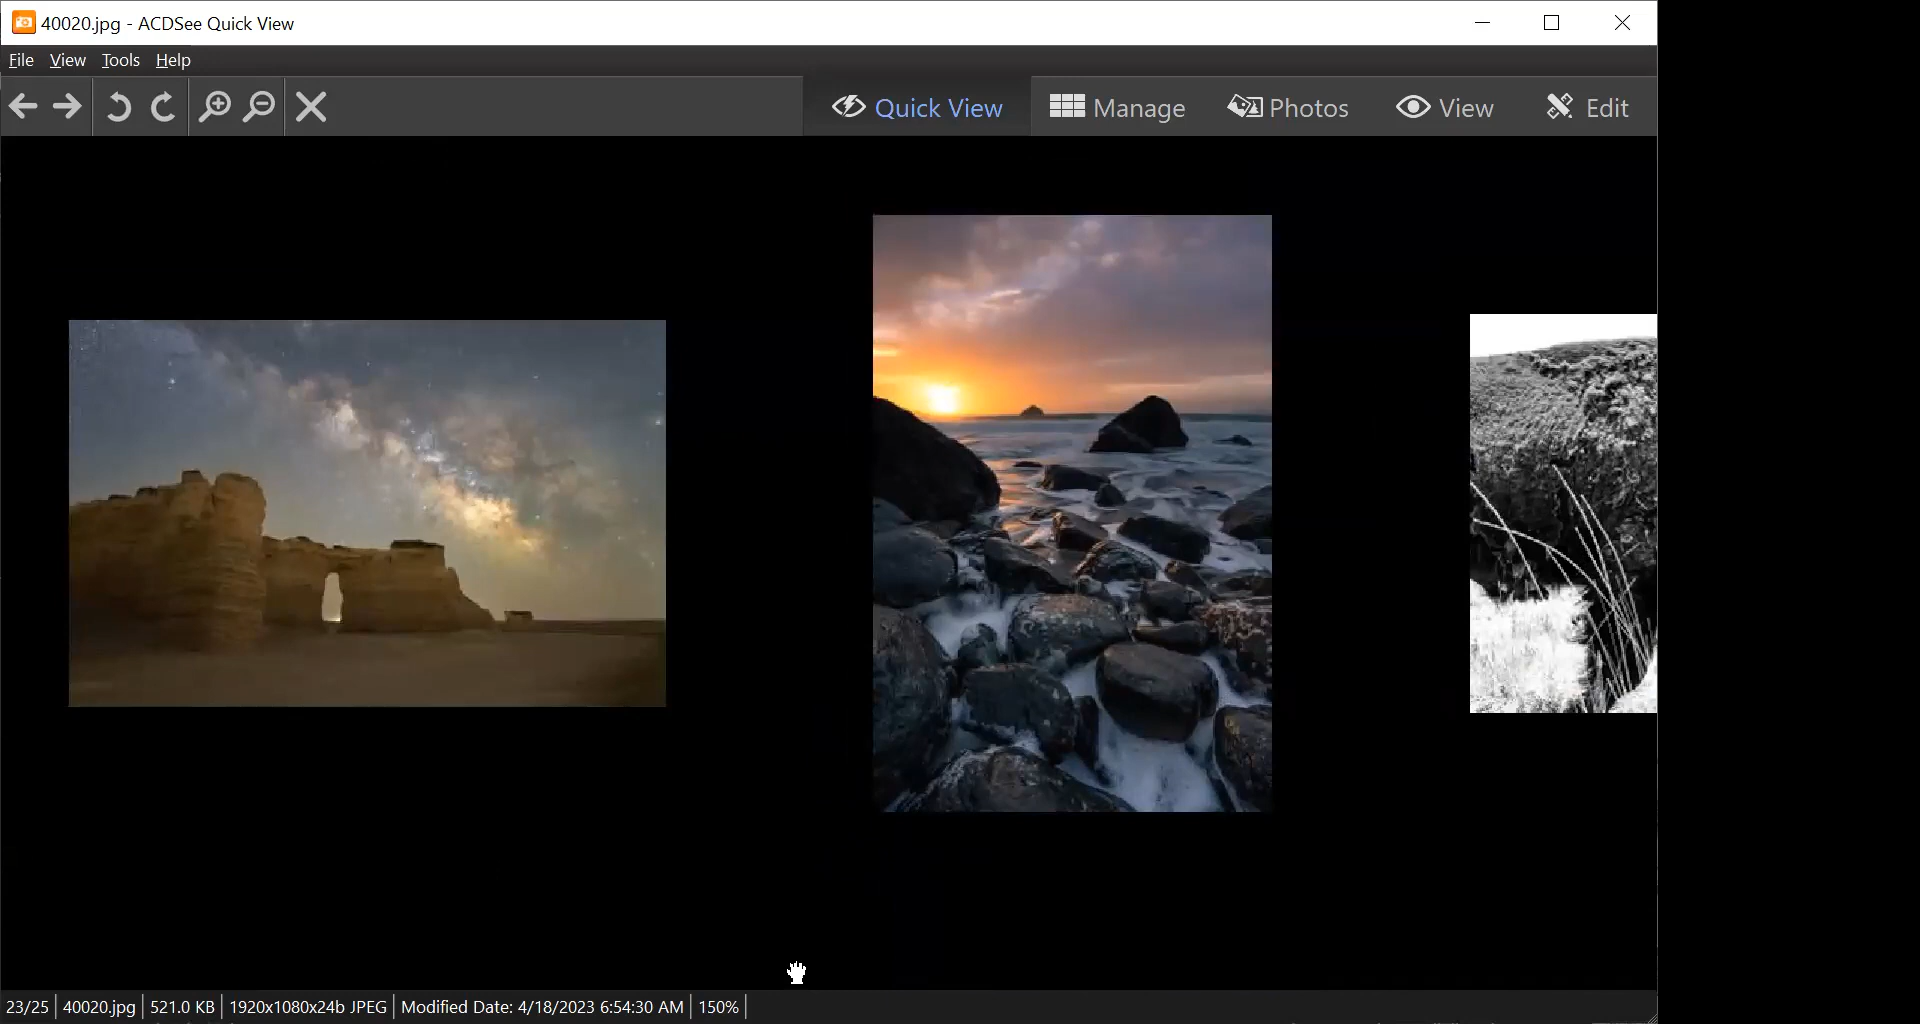 40020.jpg - ACDSee Quick View
File View Tools Help
Quick View Manage Photos View Edit
23/25 40020.jpg 521.0 KB 1920x1080x24b JPEG Modified Date: 4/18/2023 6:54:30 AM 150%